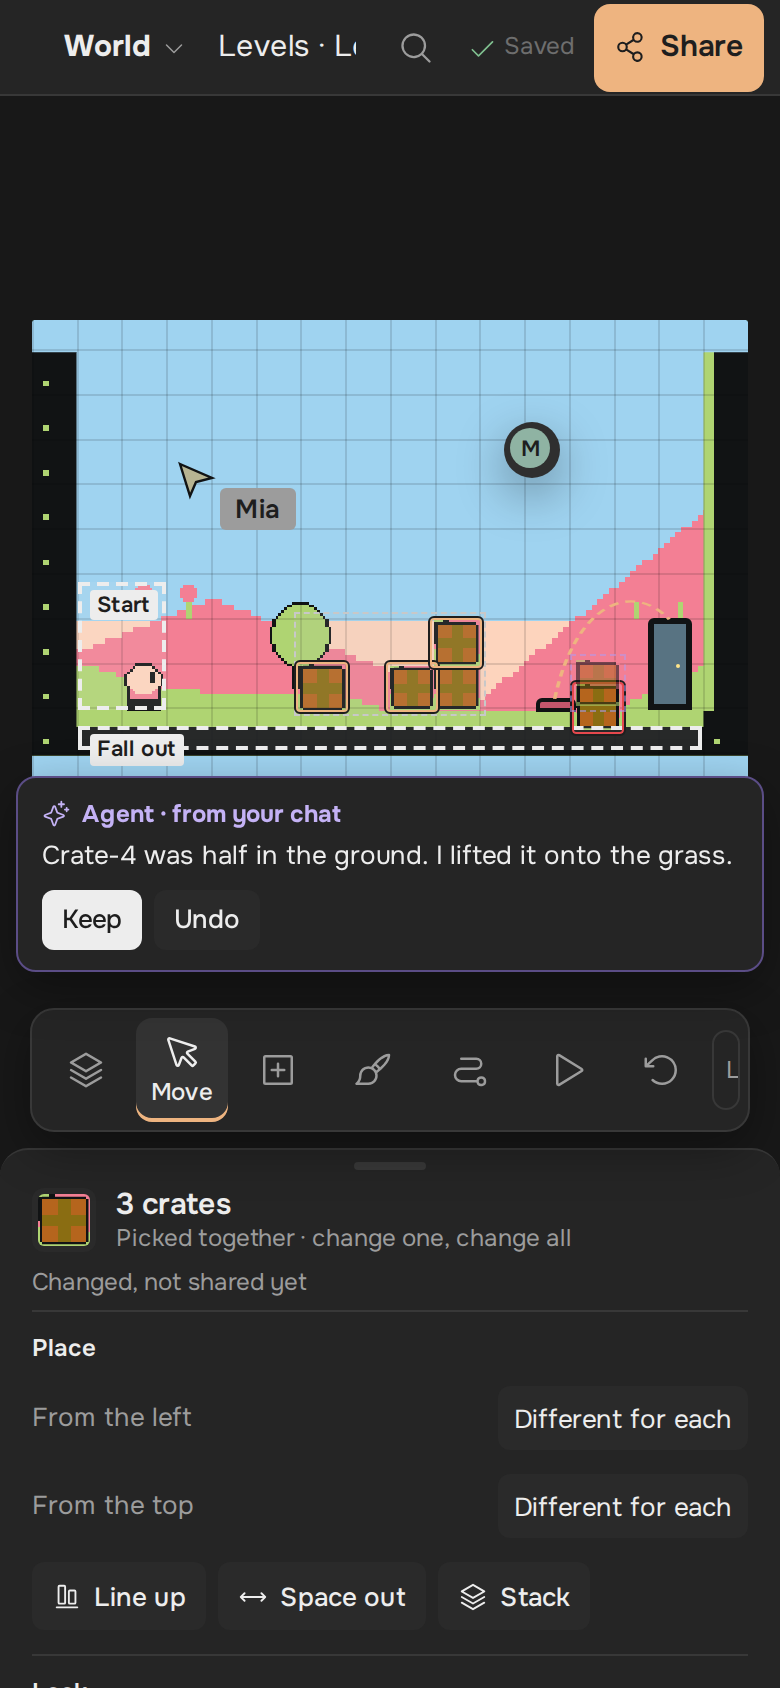 World
Levels · Le
Saved
Share
M
Mia
Start
Fall out
Agent · from your chat
Crate-4 was half in the ground. I lifted it onto the grass.
Keep
Undo
Move
L
3 crates
Picked together · change one, change all
Changed, not shared yet
Place
From the left
Different for each
From the top
Different for each
Line up
Space out
Stack